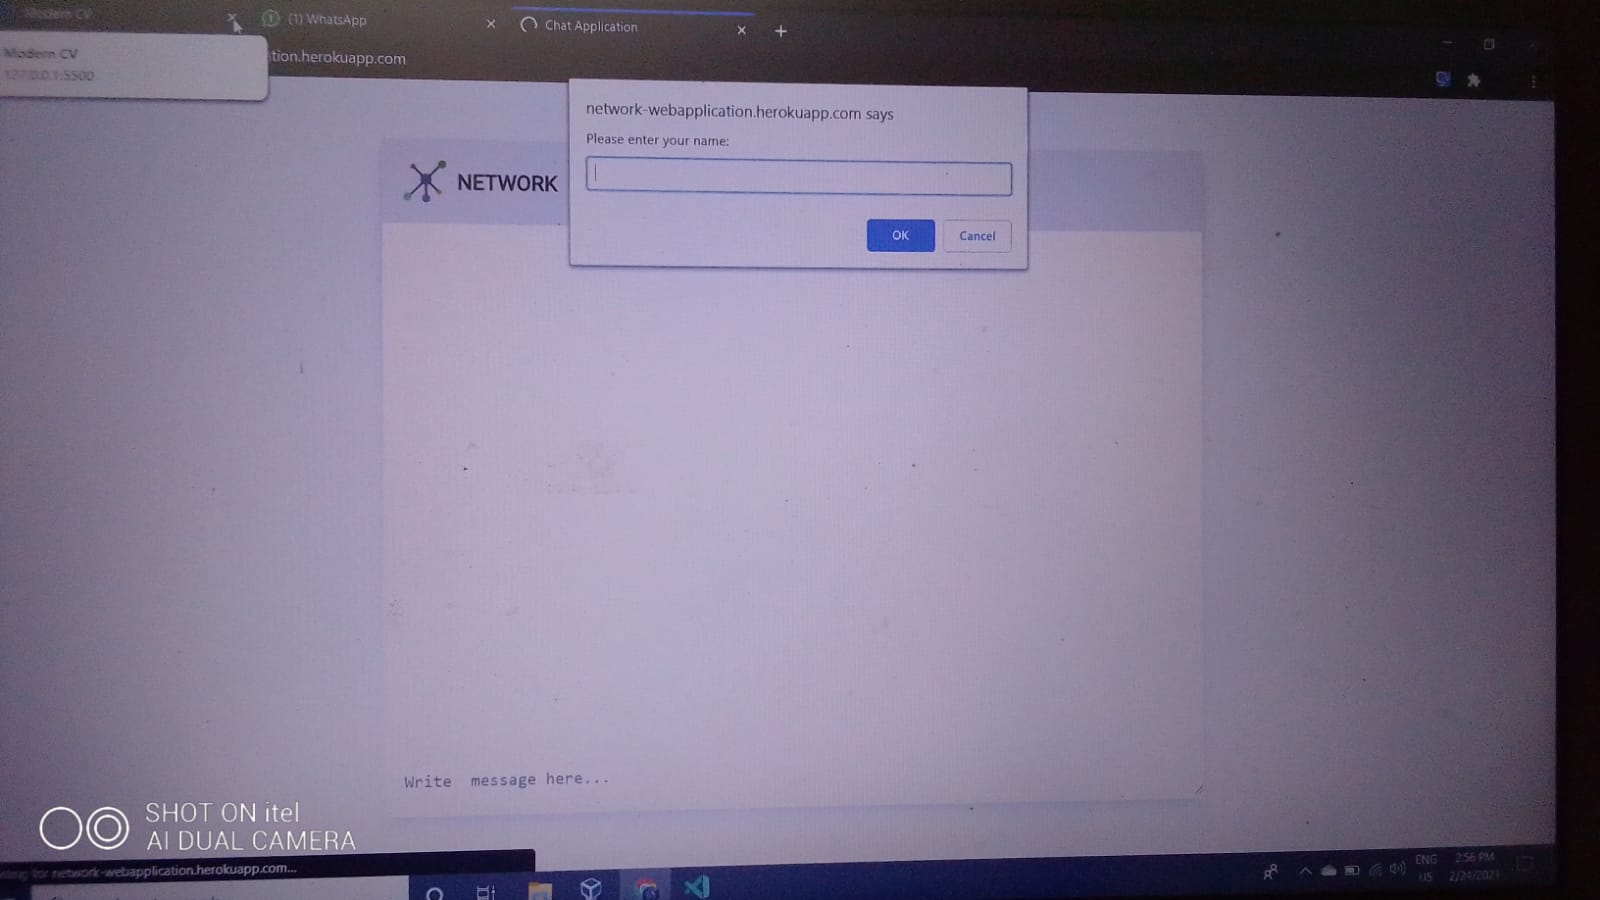 Modern CV
(1) WhatsApp
Chat Application
Modern CV
127.0.0.1:5500
tion.herokuapp.com
network-webapplication.herokuapp.com says
Please enter your name:
NETWORK
OK
Cancel
Write message here...
SHOT ON itel
AI DUAL CAMERA
for network-webapplication.herokuapp.com...
ENG
US
2:56 PM
2/24/2021